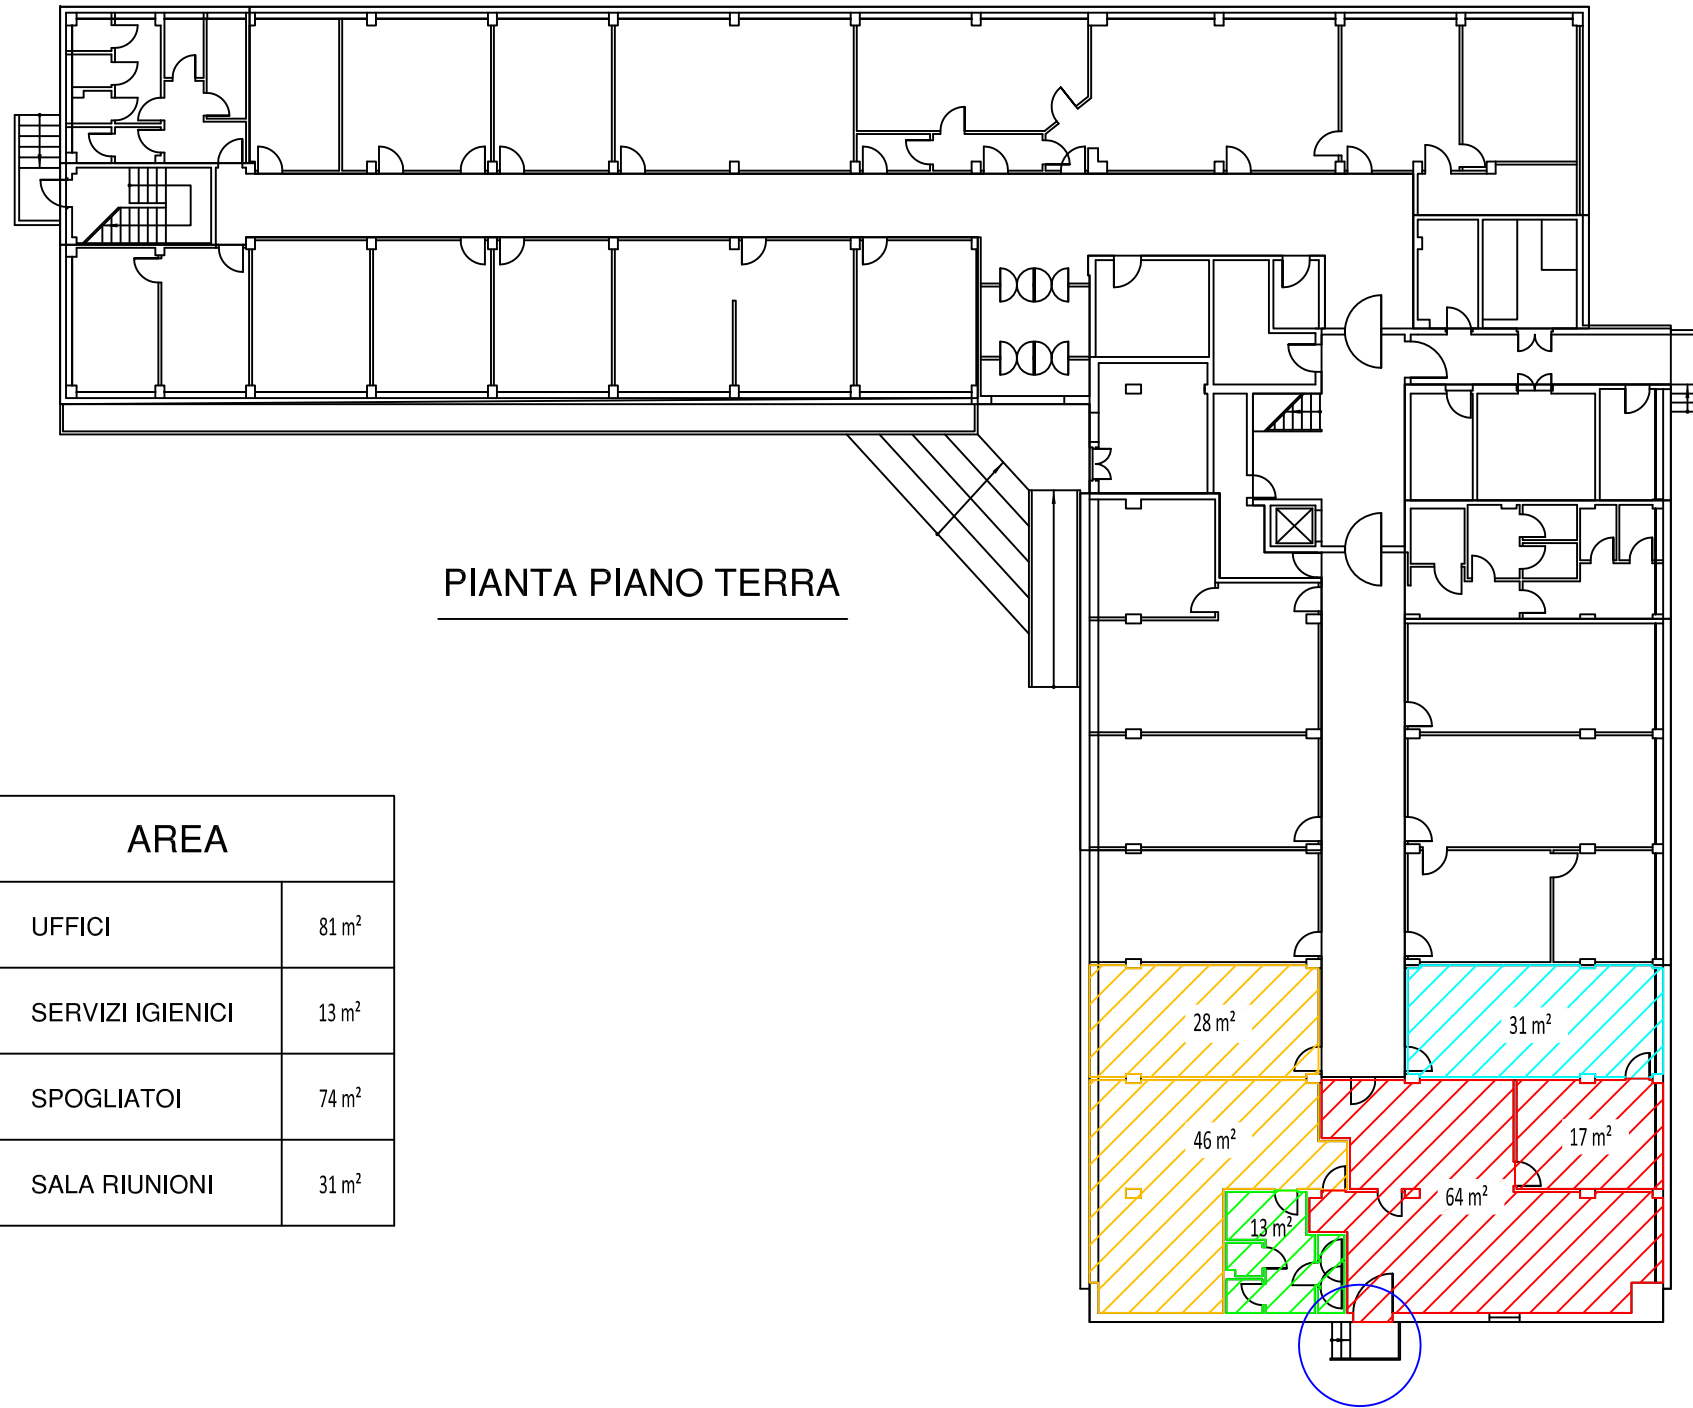 PIANTA PIANO TERRA
AREA
UFFICI 81 m²
SERVIZI IGIENICI 13 m²
SPOGLIATOI 74 m²
SALA RIUNIONI 31 m²
28 m²
31 m²
46 m²
17 m²
64 m²
13 m²